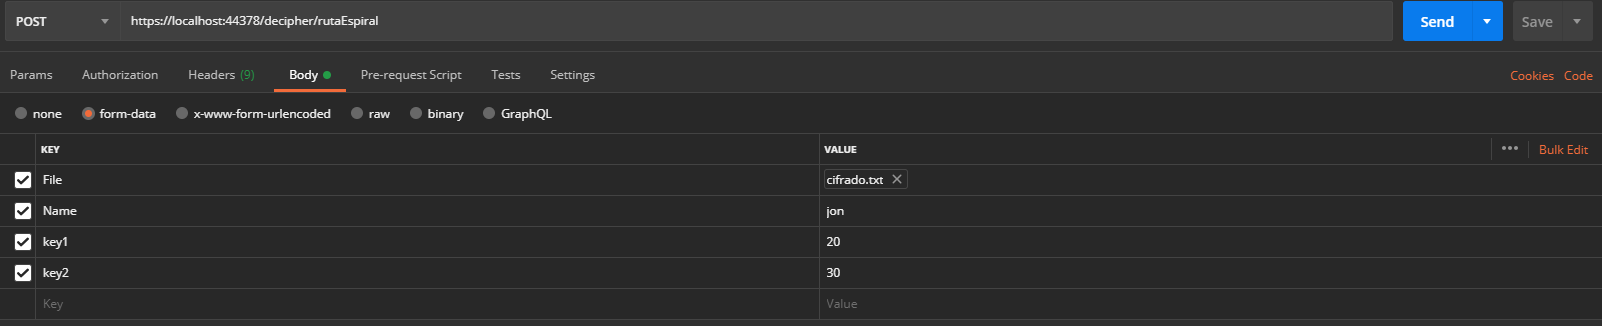 POST https://localhost:44378/decipher/rutaEspiral Send Save
Params Authorization Headers (9) Body Pre-request Script Tests Settings Cookies Code
none form-data x-www-form-urlencoded raw binary GraphQL
KEY VALUE ••• Bulk Edit
File cifrado.txt ✕
Name jon
key1 20
key2 30
Key Value